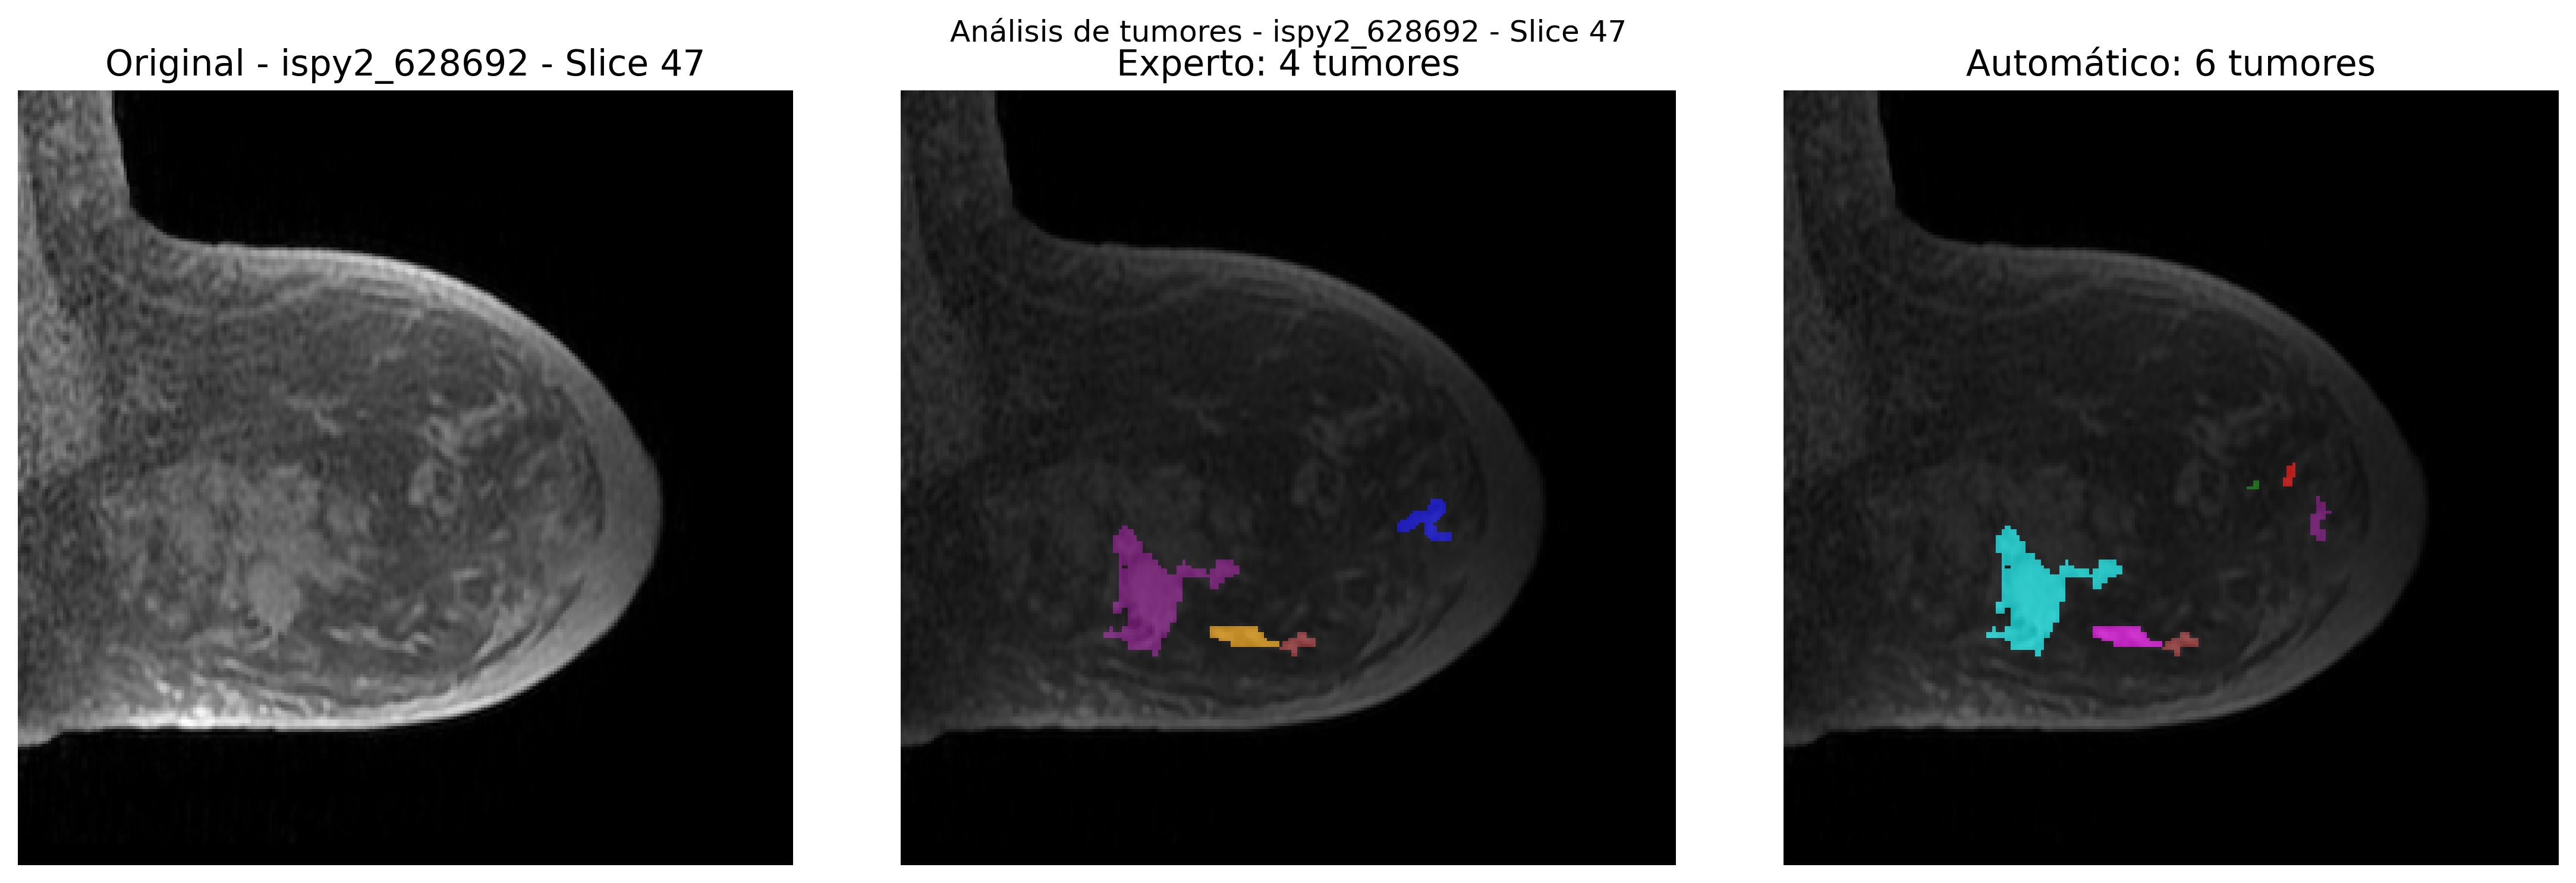 Análisis de tumores - ispy2_628692 - Slice 47
Original - ispy2_628692 - Slice 47
Experto: 4 tumores
Automático: 6 tumores